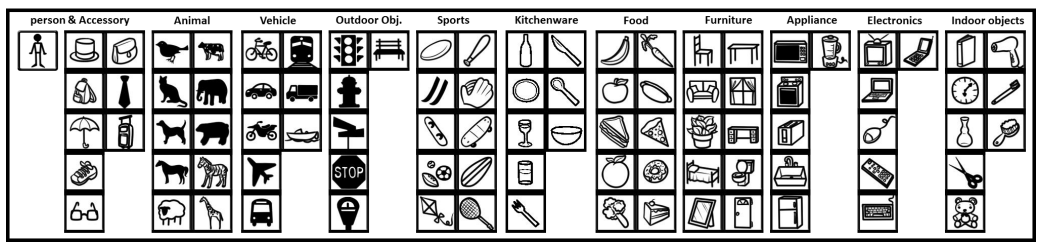 person & Accessory
Animal
Vehicle
Outdoor Obj.
Sports
Kitchenware
Food
Furniture
Appliance
Electronics
Indoor objects
STOP